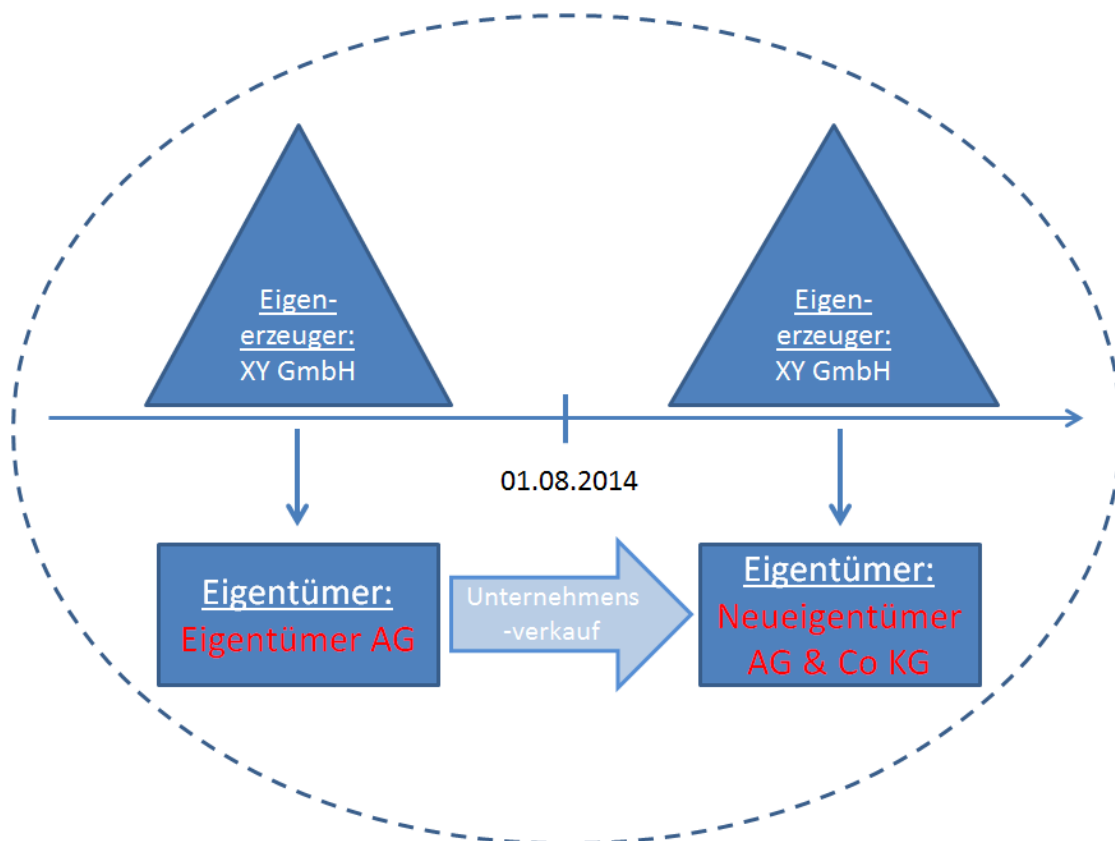 Eigen-
erzeuger:
XY GmbH
Eigen-
erzeuger:
XY GmbH
01.08.2014
Eigentümer:
Eigentümer AG
Unternehmens
-verkauf
Eigentümer:
Neueigentümer
AG & Co KG